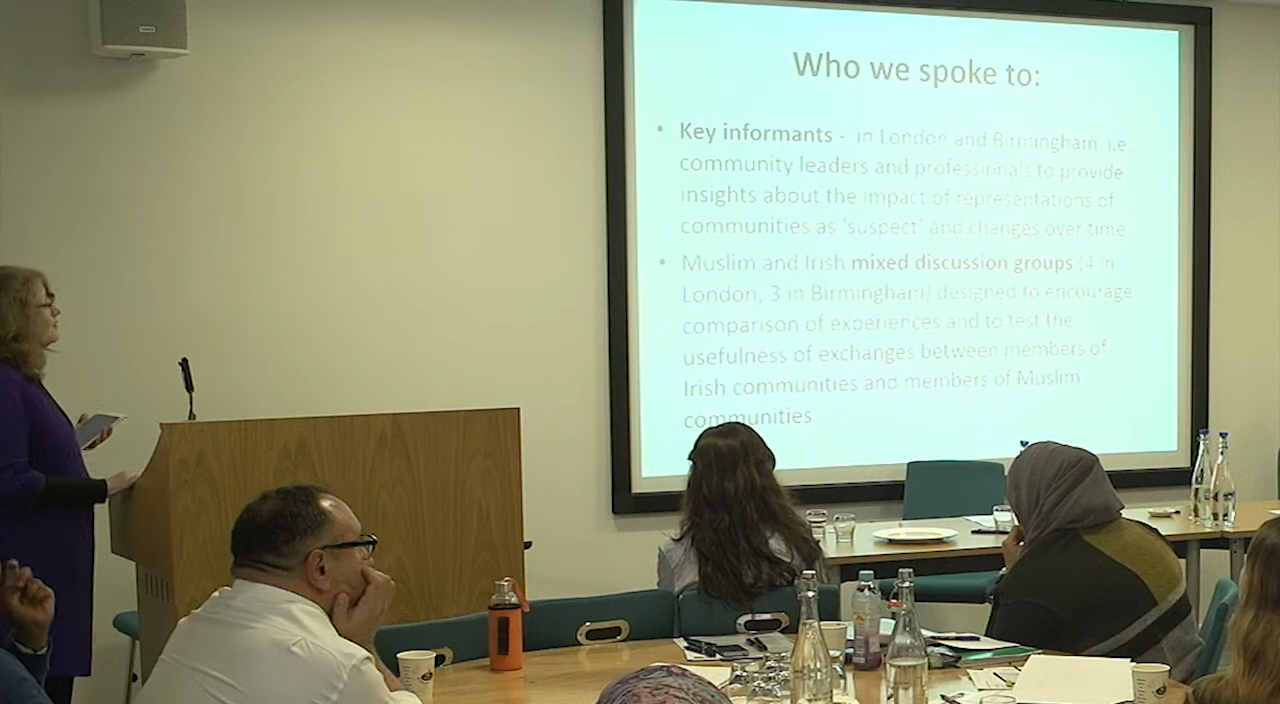 Who we spoke to:
• Key informants - in London and Birmingham i.e.
community leaders and professionals to provide
insights about the impact of representations of
communities as 'suspect' and changes over time.
• Muslim and Irish mixed discussion groups (4 in
London, 3 in Birmingham) designed to encourage
comparison of experiences and to test the
usefulness of exchanges between members of
Irish communities and members of Muslim
communities